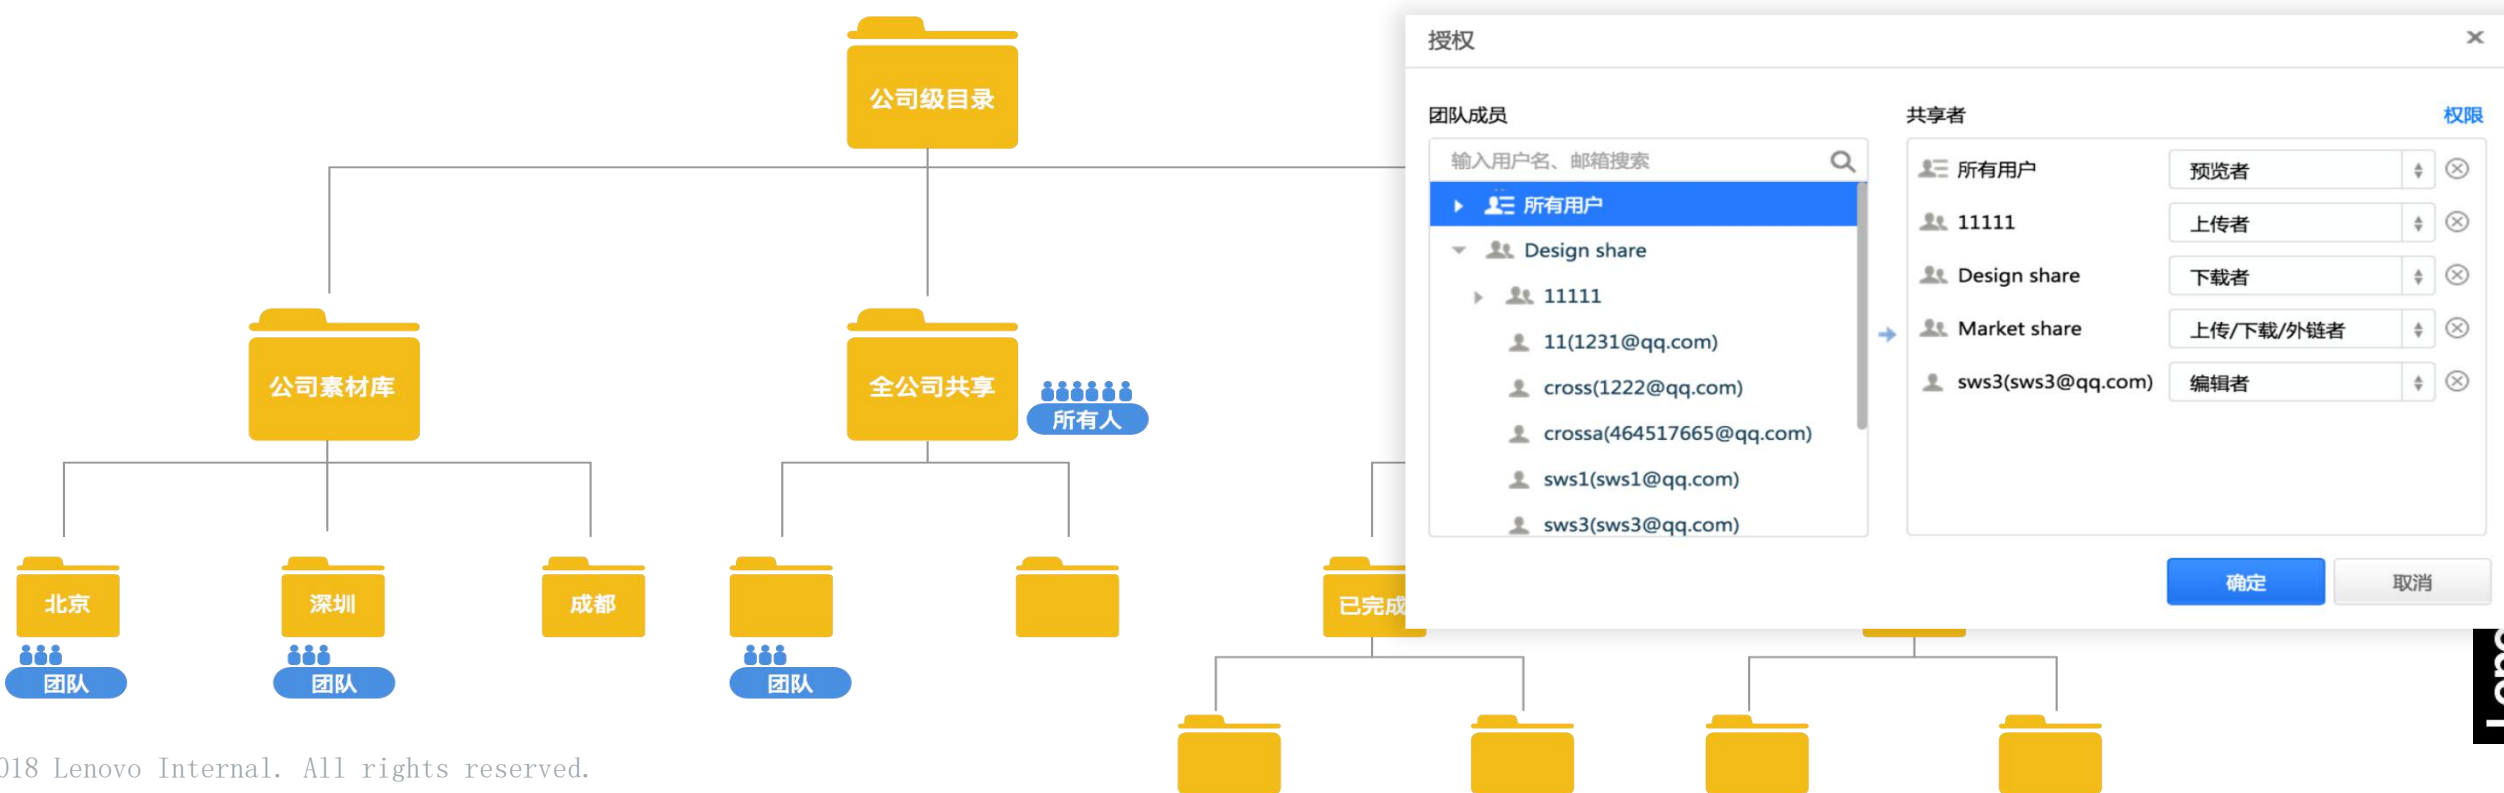 公司级目录
公司素材库
全公司共享
所有人
北京
深圳
成都
已完成
团队
团队
团队
018 Lenovo Internal. All rights reserved.
授权
团队成员
输入用户名、邮箱搜索
所有用户
Design share
11111
11(1231@qq.com)
cross(1222@qq.com)
crossa(464517665@qq.com)
sws1(sws1@qq.com)
sws3(sws3@qq.com)
共享者 权限
所有用户 预览者
11111 上传者
Design share 下载者
Market share 上传/下载/外链者
sws3(sws3@qq.com) 编辑者
确定 取消